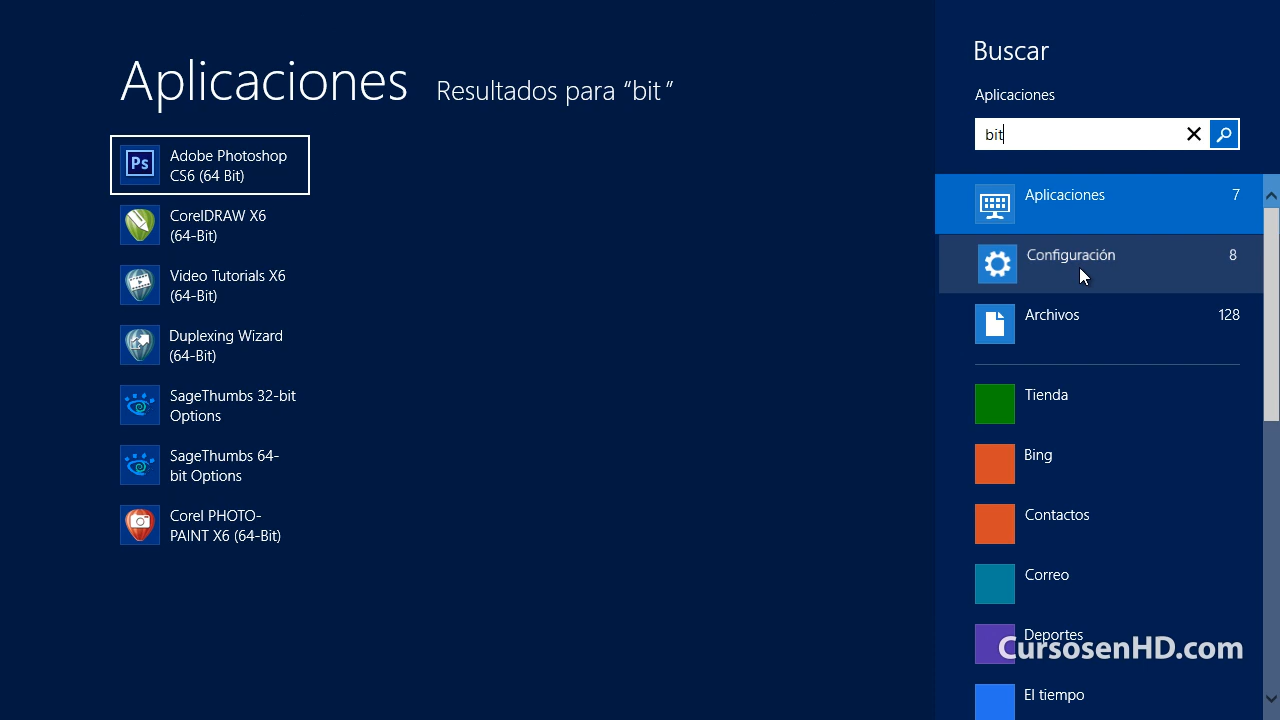 Aplicaciones Resultados para “bit”
Ps
Adobe Photoshop
CS6 (64 Bit)
CorelDRAW X6
(64-Bit)
Video Tutorials X6
(64-Bit)
Duplexing Wizard
(64-Bit)
SageThumbs 32-bit
Options
SageThumbs 64-
bit Options
Corel PHOTO-
PAINT X6 (64-Bit)
Buscar
Aplicaciones
bit
Aplicaciones 7
Configuración 8
Archivos 128
Tienda
Bing
Contactos
Correo
Deportes
CursosenHD.com
El tiempo